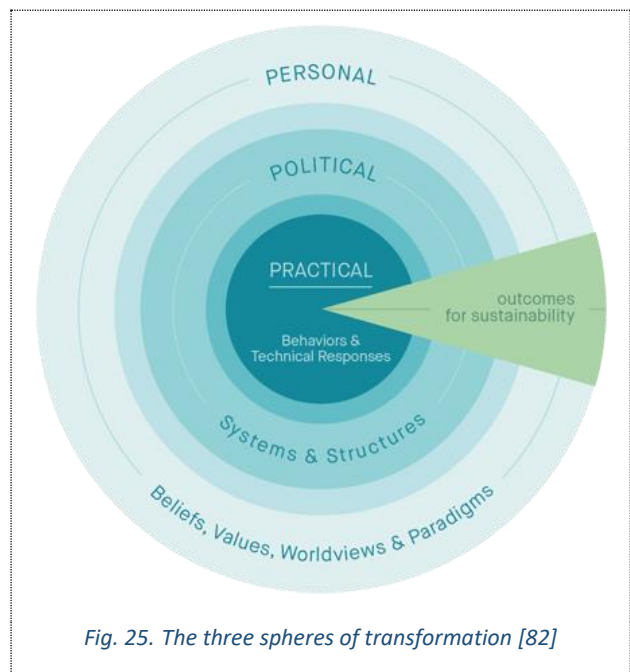 PERSONAL
POLITICAL
PRACTICAL
Behaviors &
Technical Responses
outcomes
for sustainability
Systems & Structures
Beliefs, Values, Worldviews & Paradigms
Fig. 25. The three spheres of transformation [82]